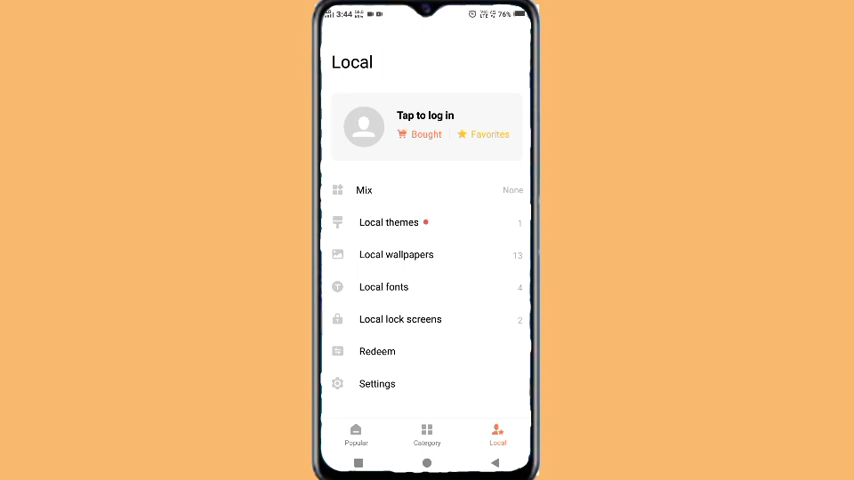 3:44 76%
Local
Tap to log in
Bought Favorites
Mix None
Local themes 1
Local wallpapers 13
Local fonts 4
Local lock screens 2
Redeem
Settings
Popular Category Local